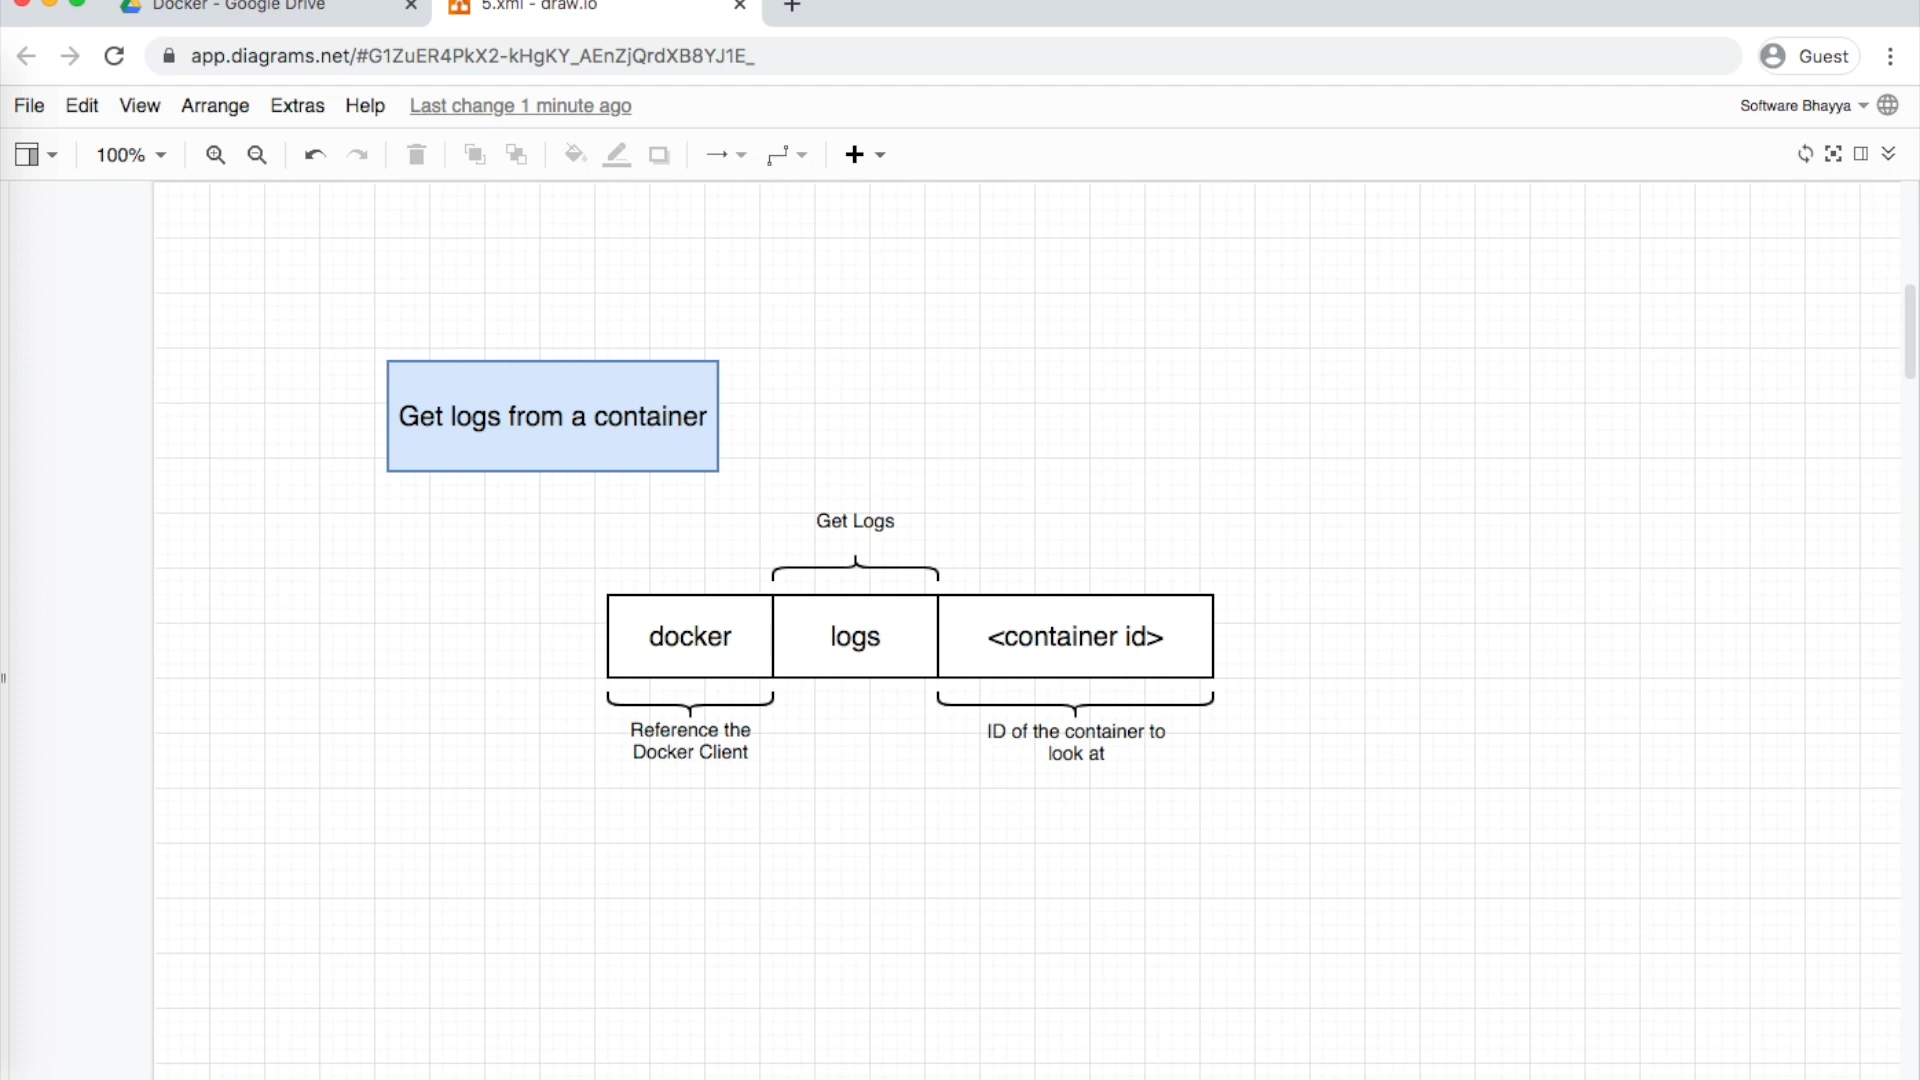 Docker - Google Drive
5.xml - draw.io
app.diagrams.net/#G1ZuER4PkX2-kHgKY_AEnZjQrdXB8YJ1E_
Guest
File Edit View Arrange Extras Help Last change 1 minute ago
Software Bhayya
100%
Get logs from a container
Get Logs
docker logs <container id>
Reference the
Docker Client
ID of the container to
look at